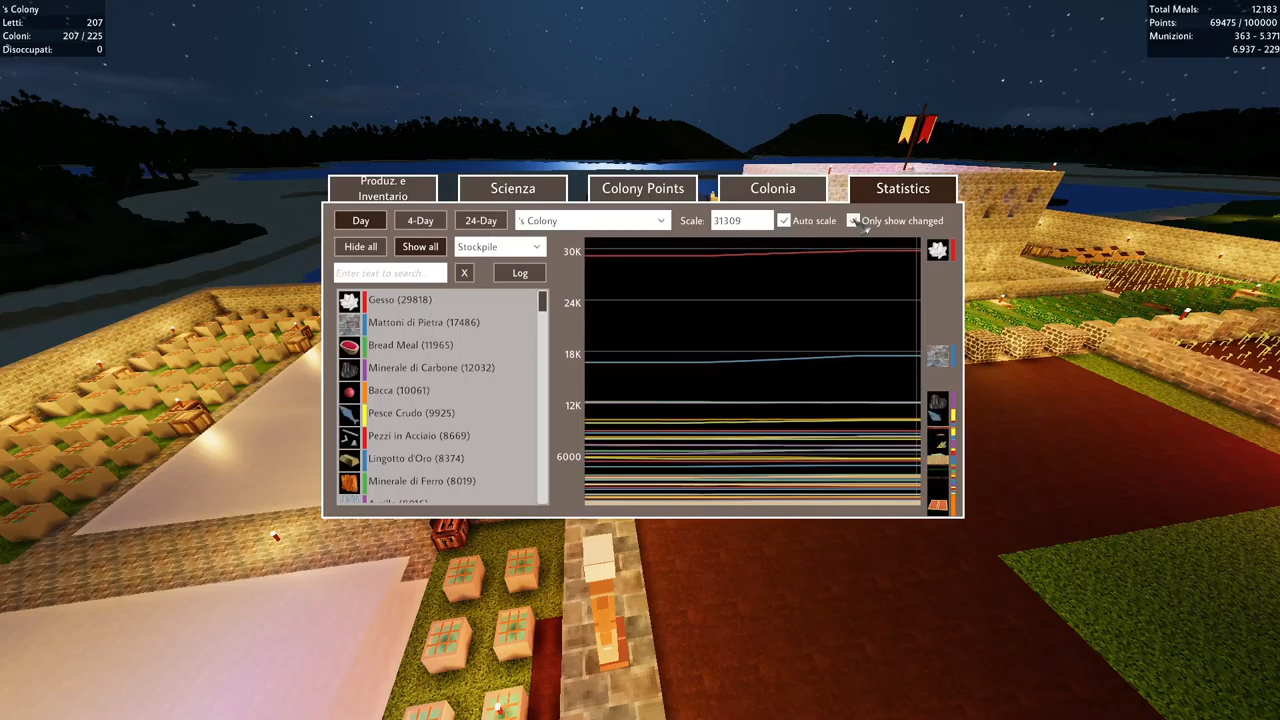 's Colony
Letti: 207
Coloni: 207 / 225
Disoccupati: 0
Total Meals: 12.183
Points: 69475 / 100000
Munizioni: 363 - 5.371
6.937 - 229
Produz. e
Inventario
Scienza
Colony Points
Colonia
Statistics
Day
4-Day
24-Day
's Colony
Scale: 31309
Auto scale
Only show changed
Hide all
Show all
Stockpile
Enter text to search..
X
Log
Gesso (29818)
Mattoni di Pietra (17486)
Bread Meal (11965)
Minerale di Carbone (12032)
Bacca (10061)
Pesce Crudo (9925)
Pezzi in Acciaio (8669)
Lingotto d'Oro (8374)
Minerale di Ferro (8019)
30K
24K
18K
12K
6000